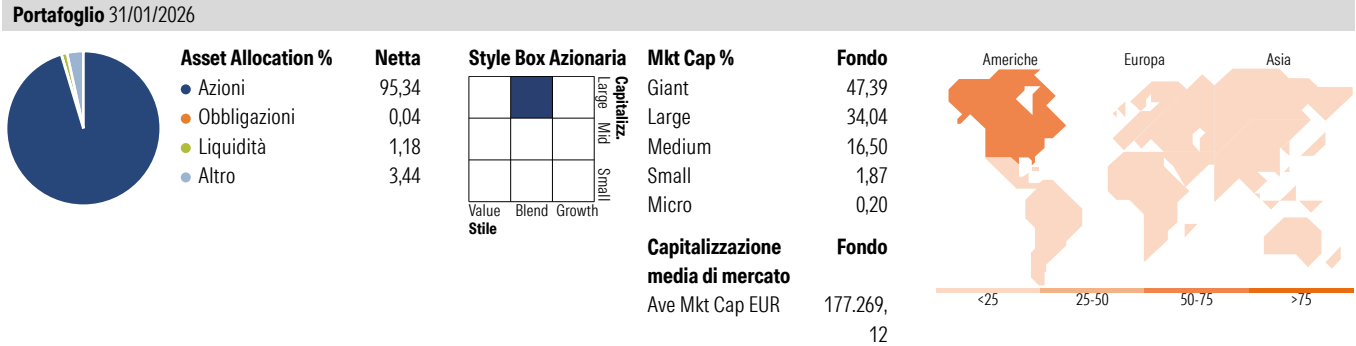 Portafoglio 31/01/2026
Asset Allocation % Netta
Azioni 95,34
Obbligazioni 0,04
Liquidità 1,18
Altro 3,44
Style Box Azionaria
Capitalizz.
Large Mid Small
Value Blend Growth
Stile
Mkt Cap % Fondo
Giant 47,39
Large 34,04
Medium 16,50
Small 1,87
Micro 0,20
Capitalizzazione Fondo
media di mercato
Ave Mkt Cap EUR 177.269,
12
Americhe Europa Asia
<25 25-50 50-75 >75